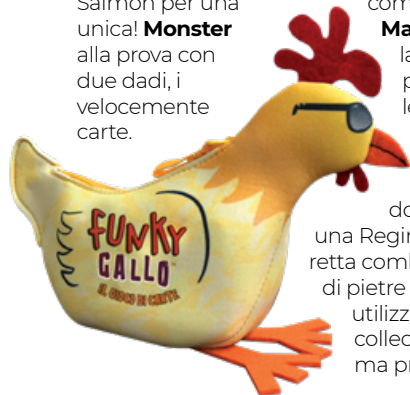 Salmon per una
unica! Monster
alla prova con
due dadi, i
velocemente
carte.
FUNKY
GALLO
IL GIOCO DI CARTE
com
Ma
la
p
le
do
una Regin
retta comb
di pietre
utilizz
collec
ma pr